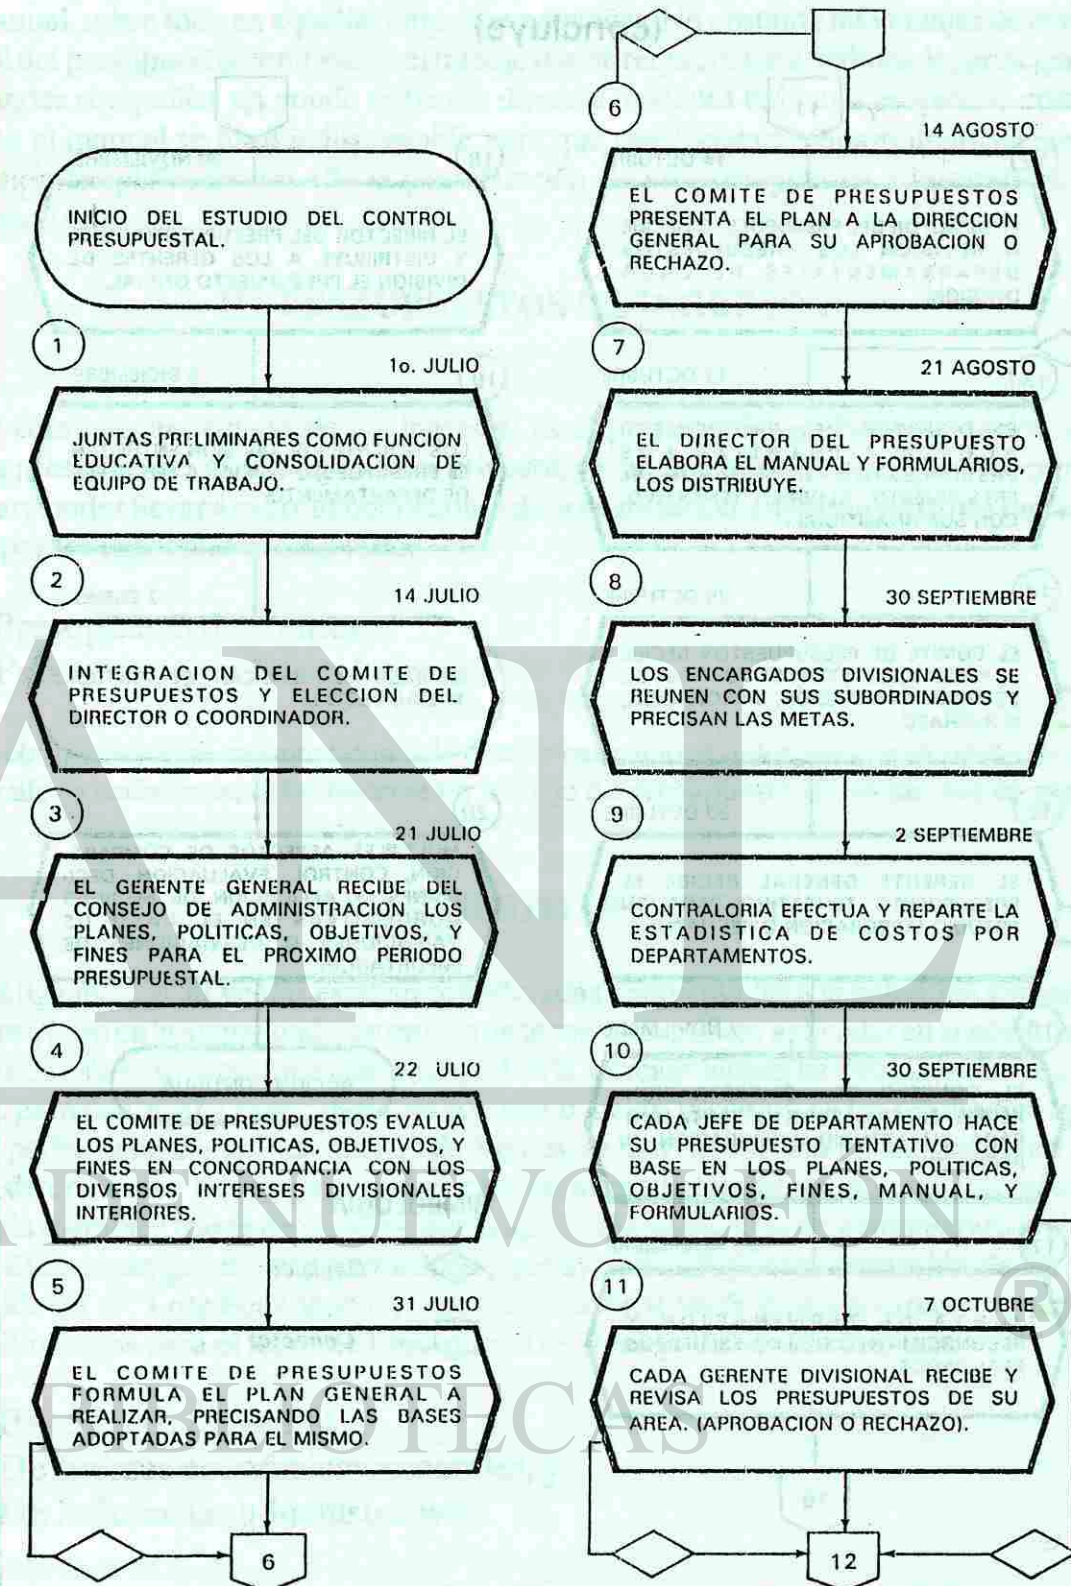 INICIO DEL ESTUDIO DEL CONTROL
PRESUPUESTAL.
1
1o. JULIO
JUNTAS PRELIMINARES COMO FUNCION
EDUCATIVA Y CONSOLIDACION DE
EQUIPO DE TRABAJO.
2
14 JULIO
INTEGRACION DEL COMITE DE
PRESUPUESTOS Y ELECCION DEL
DIRECTOR O COORDINADOR.
3
21 JULIO
EL GERENTE GENERAL RECIBE DEL
CONSEJO DE ADMINISTRACION LOS
PLANES, POLITICAS, OBJETIVOS, Y
FINES PARA EL PROXIMO PERIODO
PRESUPUESTAL.
4
22 ULIO
EL COMITE DE PRESUPUESTOS EVALUA
LOS PLANES, POLITICAS, OBJETIVOS, Y
FINES EN CONCORDANCIA CON LOS
DIVERSOS INTERESES DIVISIONALES
INTERIORES.
5
31 JULIO
EL COMITE DE PRESUPUESTOS
FORMULA EL PLAN GENERAL A
REALIZAR, PRECISANDO LAS BASES
ADOPTADAS PARA EL MISMO.
6
6
14 AGOSTO
EL COMITE DE PRESUPUESTOS
PRESENTA EL PLAN A LA DIRECCION
GENERAL PARA SU APROBACION O
RECHAZO.
7
21 AGOSTO
EL DIRECTOR DEL PRESUPUESTO
ELABORA EL MANUAL Y FORMULARIOS,
LOS DISTRIBUYE.
8
30 SEPTIEMBRE
LOS ENCARGADOS DIVISIONALES SE
REUNEN CON SUS SUBORDINADOS Y
PRECISAN LAS METAS.
9
2 SEPTIEMBRE
CONTRALORIA EFECTUA Y REPARTE LA
ESTADISTICA DE COSTOS POR
DEPARTAMENTOS.
10
30 SEPTIEMBRE
CADA JEFE DE DEPARTAMENTO HACE
SU PRESUPUESTO TENTATIVO CON
BASE EN LOS PLANES, POLITICAS,
OBJETIVOS, FINES, MANUAL, Y
FORMULARIOS.
11
7 OCTUBRE
CADA GERENTE DIVISIONAL RECIBE Y
REVISA LOS PRESUPUESTOS DE SU
AREA. (APROBACION O RECHAZO).
12
ANL
A DE NUEVO LEÓN
®
BIBLIOTECAS